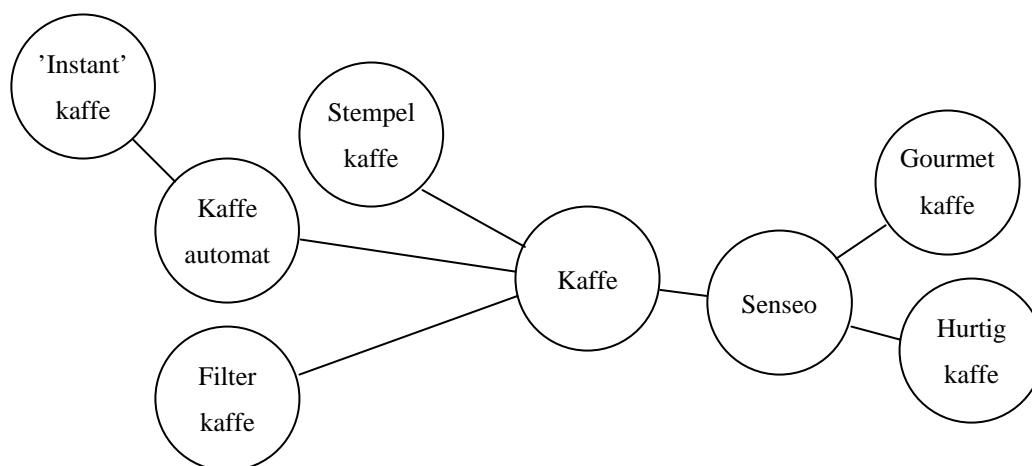 ’Instant’
kaffe
Stempel
kaffe
Gourmet
kaffe
Kaffe
automat
Kaffe
Senseo
Hurtig
kaffe
Filter
kaffe